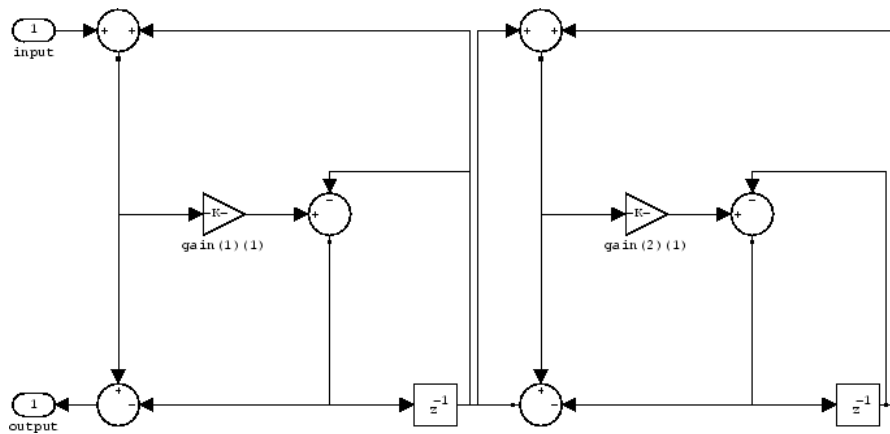 1
+
+
+
+
input
-
-
-K-
+
-K-
+
gain(1)(1)
gain(2)(1)
+
+
1
-
z-1
-
z-1
output